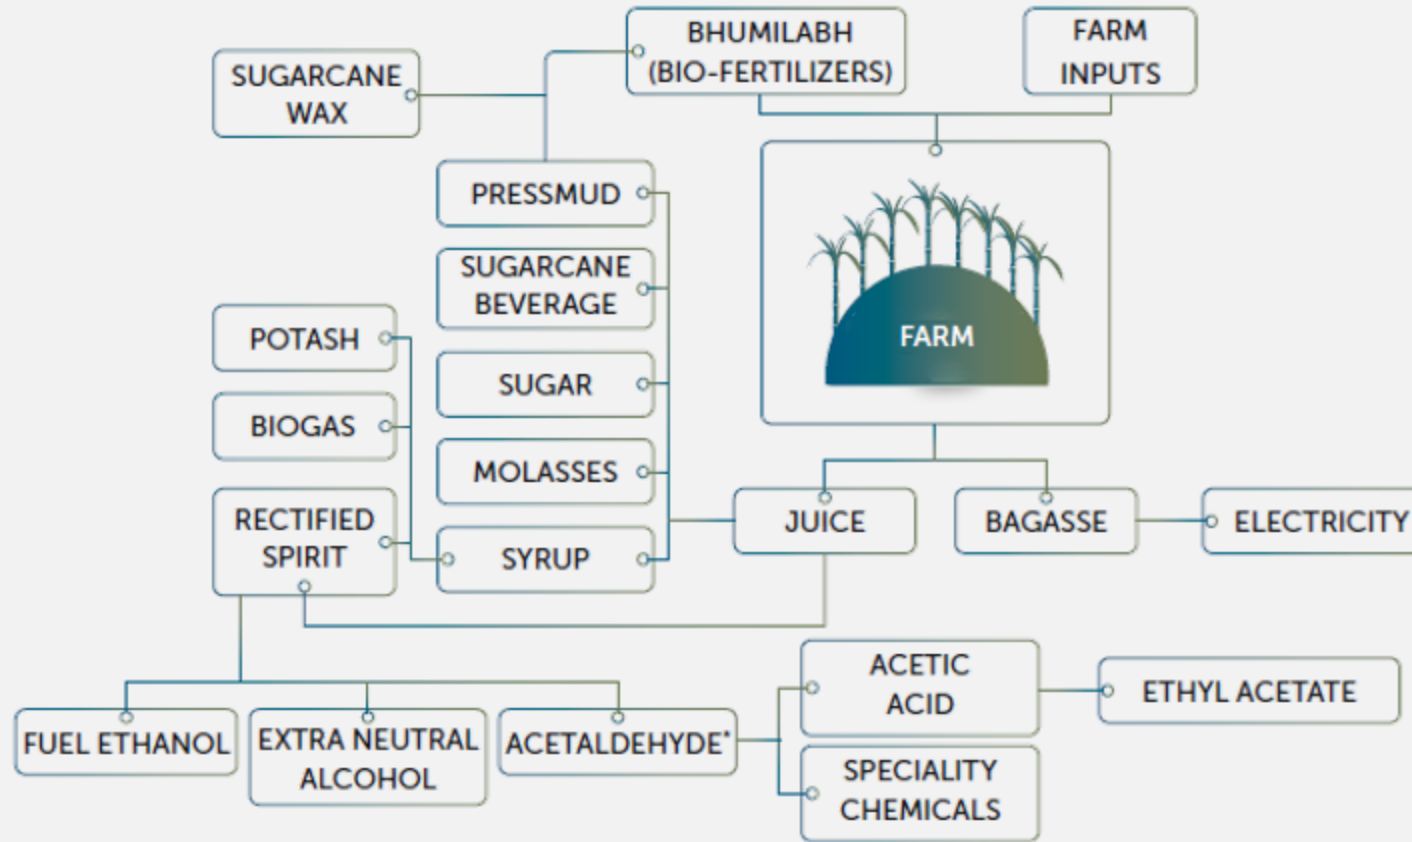 BHUMILABH
(BIO-FERTILIZERS)
FARM
INPUTS
SUGARCANE
WAX
PRESSMUD
SUGARCANE
BEVERAGE
FARM
POTASH
SUGAR
BIOGAS
MOLASSES
RECTIFIED
SPIRIT
SYRUP
JUICE
BAGASSE
ELECTRICITY
ACETIC
ACID
ETHYL ACETATE
FUEL ETHANOL
EXTRA NEUTRAL
ALCOHOL
ACETALDEHYDE*
SPECIALITY
CHEMICALS